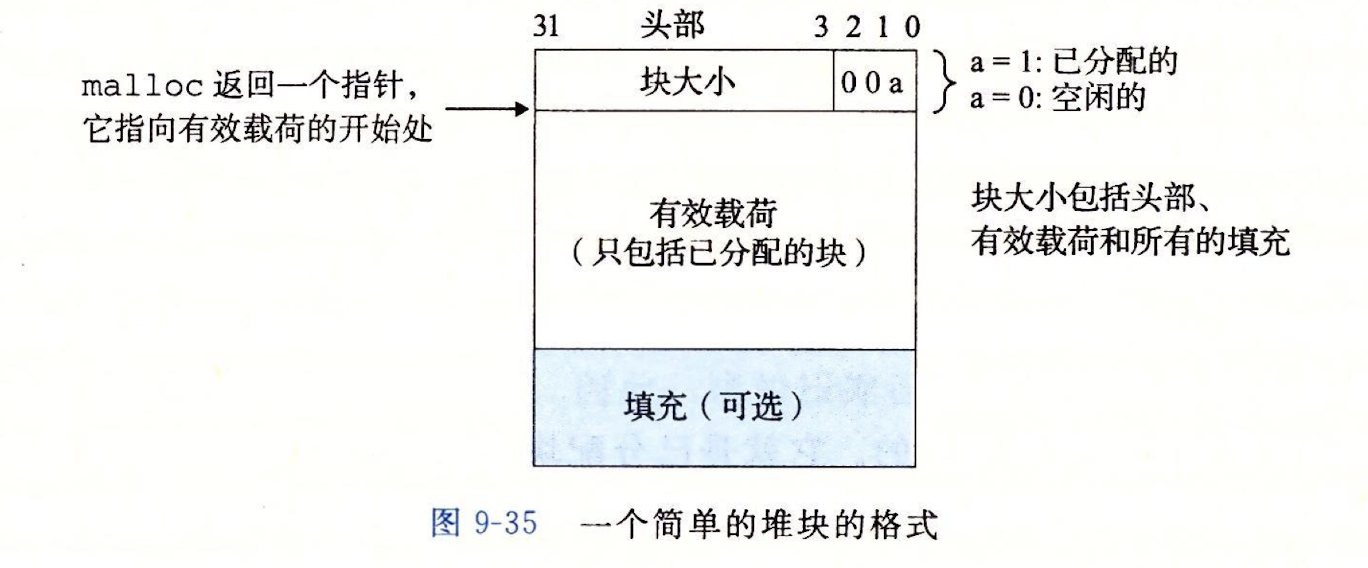 31 头部 3 2 1 0
块大小 0 0 a
a = 1: 已分配的
a = 0: 空闲的
malloc 返回一个指针，
它指向有效载荷的开始处
有效载荷
（只包括已分配的块）
块大小包括头部、
有效载荷和所有的填充
填充（可选）
图 9-35 一个简单的堆块的格式